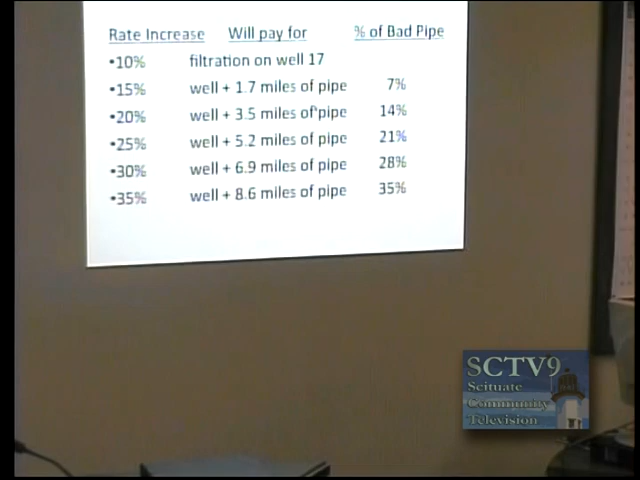 Rate Increase Will pay for % of Bad Pipe
•10% filtration on well 17
•15% well + 1.7 miles of pipe 7%
•20% well + 3.5 miles of pipe 14%
•25% well + 5.2 miles of pipe 21%
•30% well + 6.9 miles of pipe 28%
•35% well + 8.6 miles of pipe 35%
SCTV9
Scituate
Community
Television